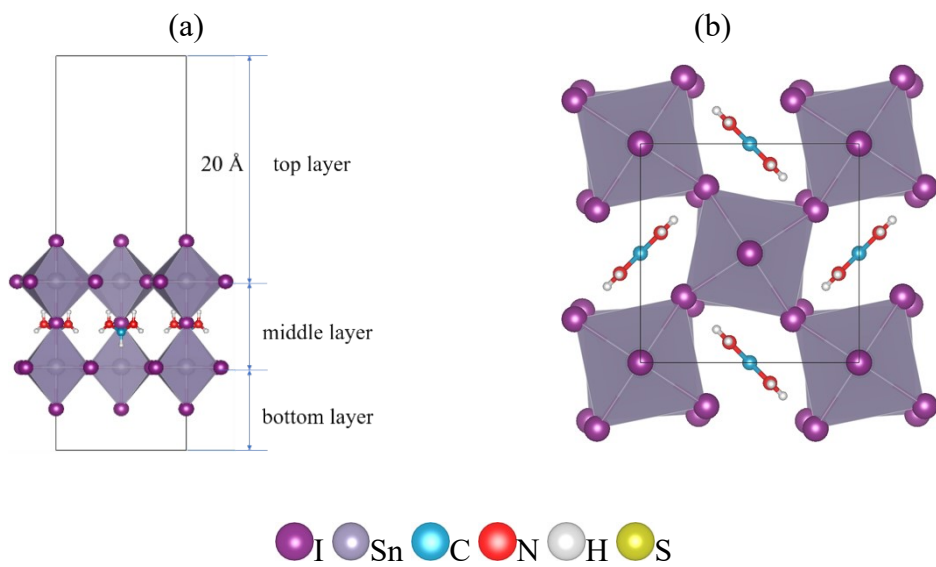 (a)
(b)
20 Å
top layer
middle layer
bottom layer
I Sn C N H S